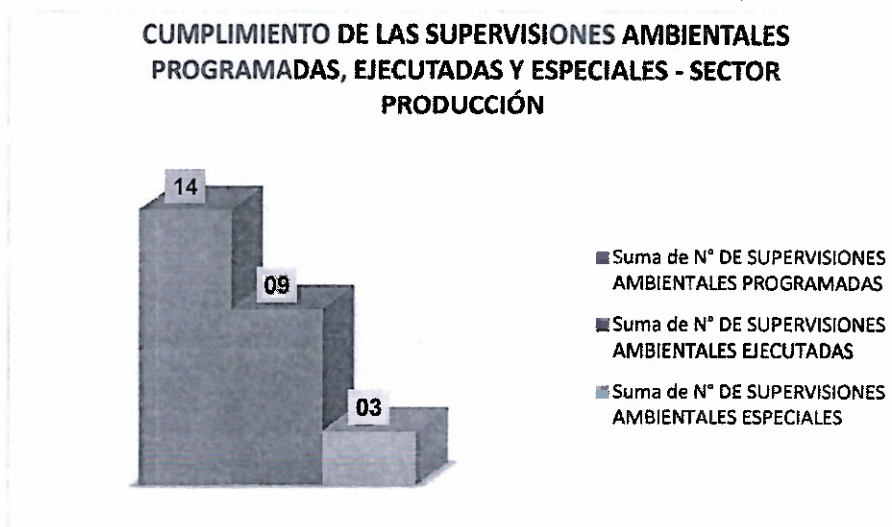 CUMPLIMIENTO DE LAS SUPERVISIONES AMBIENTALES
PROGRAMADAS, EJECUTADAS Y ESPECIALES - SECTOR
PRODUCCIÓN
14
09
03
Suma de N° DE SUPERVISIONES
AMBIENTALES PROGRAMADAS
Suma de N° DE SUPERVISIONES
AMBIENTALES EJECUTADAS
Suma de N° DE SUPERVISIONES
AMBIENTALES ESPECIALES